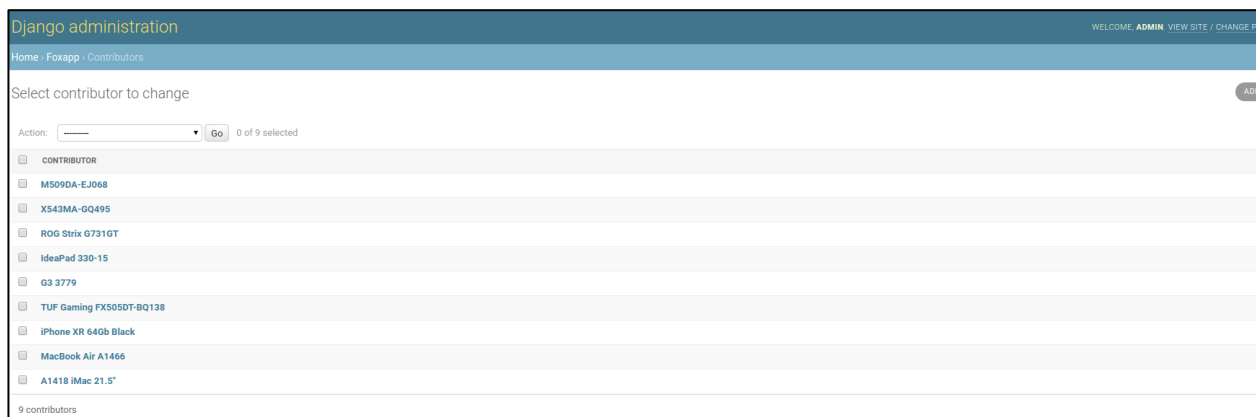 Django administration
WELCOME, ADMIN. VIEW SITE / CHANGE P
Home › Foxapp › Contributors
Select contributor to change
AD
Action: --------- Go 0 of 9 selected
CONTRIBUTOR
M509DA-EJ068
X543MA-GQ495
ROG Strix G731GT
IdeaPad 330-15
G3 3779
TUF Gaming FX505DT-BQ138
iPhone XR 64Gb Black
MacBook Air A1466
A1418 iMac 21.5"
9 contributors